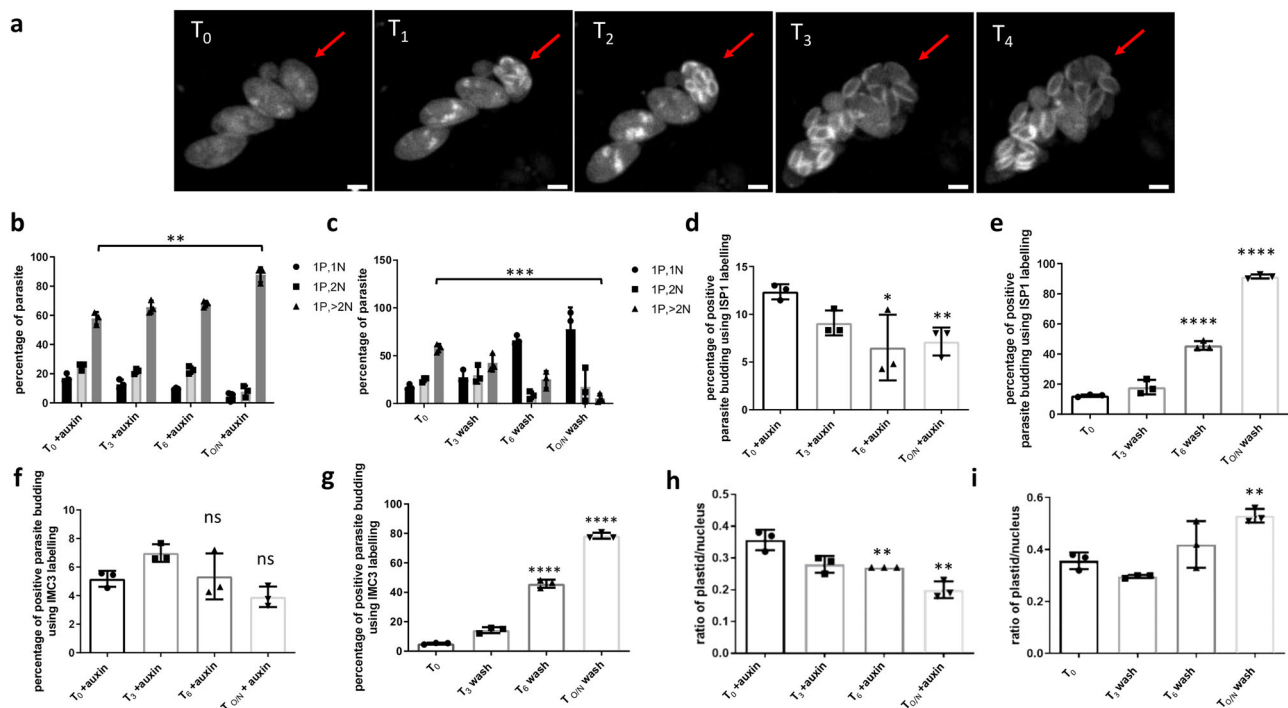 a
T0
T1
T2
T3
T4
b
percentage of parasite
100
80
60
40
20
0
**
1P,1N
1P,2N
1P,>2N
T0 +auxin
T3 +auxin
T6 +auxin
TO/N +auxin
c
percentage of parasite
150
100
50
0
***
1P,1N
1P,2N
1P,>2N
T0
T3 wash
T6 wash
TO/N wash
d
percentage of positive
parasite budding using ISP1 labelling
15
10
5
0
*
**
T0 +auxin
T3 +auxin
T6 +auxin
TO/N +auxin
e
percentage of positive
parasite budding using ISP1 labelling
100
80
60
40
20
0
****
****
T0
T3 wash
T6 wash
TO/N wash
f
percentage of positive parasite budding
using IMC3 labelling
8
6
4
2
0
ns
ns
T0 +auxin
T3 +auxin
T6 +auxin
T O/N + auxin
g
percentage of positive parasite budding
using IMC3 labelling
100
80
60
40
20
0
****
****
T0
T3 wash
T6 wash
TO/N wash
h
ratio of plastid/nucleus
0.5
0.4
0.3
0.2
0.1
0.0
**
**
T0 +auxin
T3 +auxin
T6 +auxin
TO/N +auxin
i
ratio of plastid/nucleus
0.6
0.4
0.2
0.0
**
T0
T3 wash
T6 wash
TO/N wash